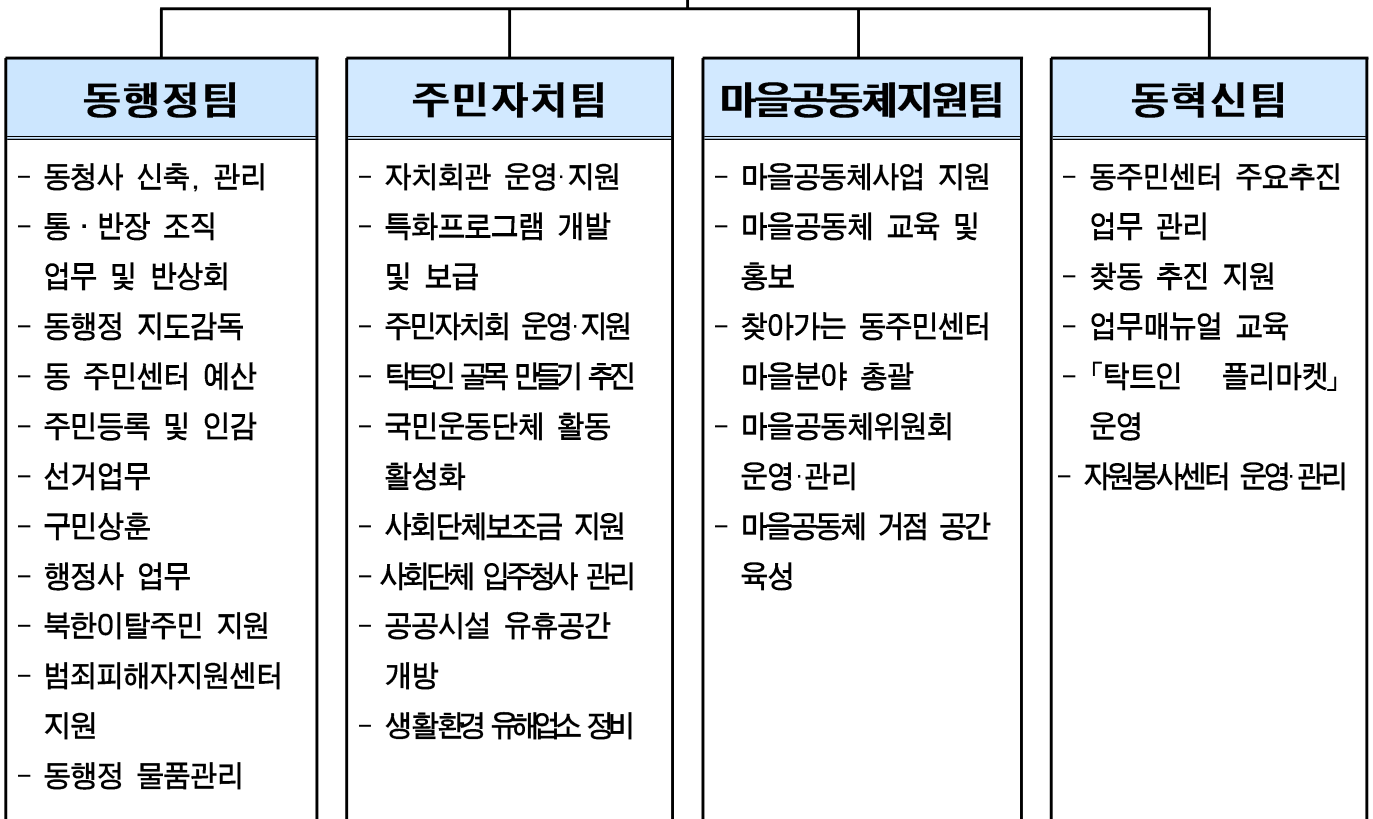 동행정팀
- 동청사 신축, 관리
- 통·반장 조직
업무 및 반상회
- 동행정 지도감독
- 동 주민센터 예산
- 주민등록 및 인감
- 선거업무
- 구민상훈
- 행정사 업무
- 북한이탈주민 지원
- 범죄피해자지원센터
지원
- 동행정 물품관리
주민자치팀
- 자치회관 운영·지원
- 특화프로그램 개발
및 보급
- 주민자치회 운영·지원
- 탁트인 골목 만들기 추진
- 국민운동단체 활동
활성화
- 사회단체보조금 지원
- 사회단체 입주청사 관리
- 공공시설 유휴공간
개방
- 생활환경 유해업소 정비
마을공동체지원팀
- 마을공동체사업 지원
- 마을공동체 교육 및
홍보
- 찾아가는 동주민센터
마을분야 총괄
- 마을공동체위원회
운영·관리
- 마을공동체 거점 공간
육성
동혁신팀
- 동주민센터 주요추진
업무 관리
- 찾동 추진 지원
- 업무매뉴얼 교육
- 「탁트인 플리마켓」
운영
- 자원봉사센터 운영·관리